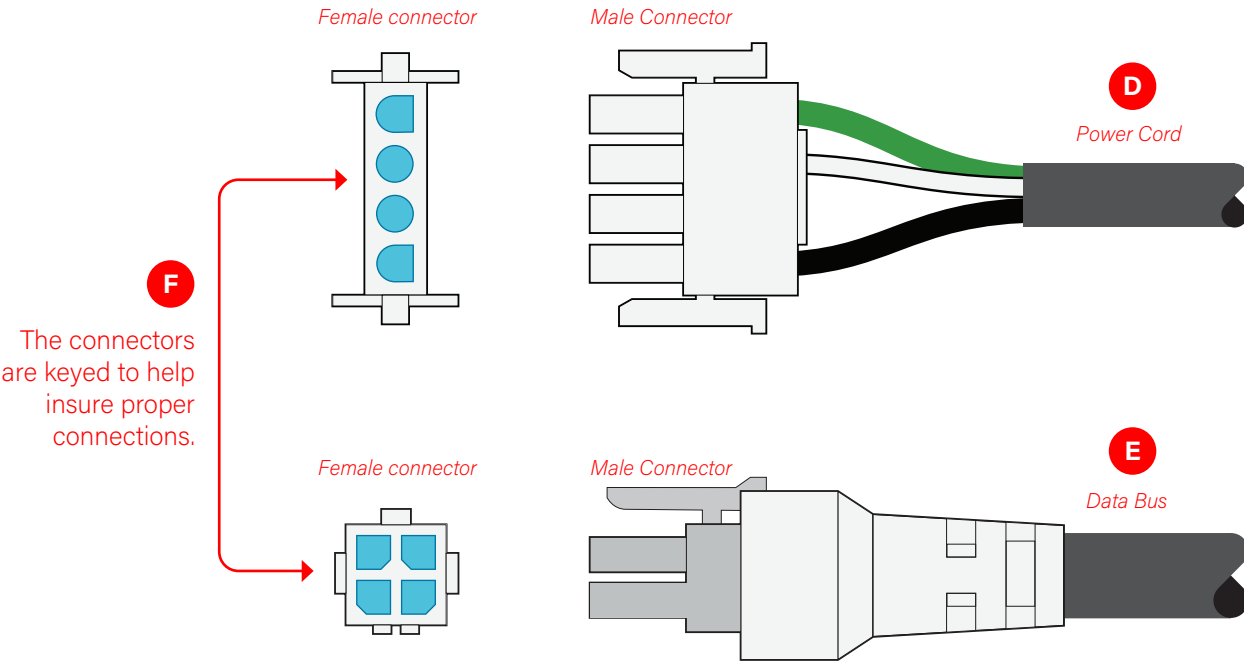 Female connector
Male Connector
D
Power Cord
F
The connectors
are keyed to help
insure proper
connections.
Female connector
Male Connector
E
Data Bus